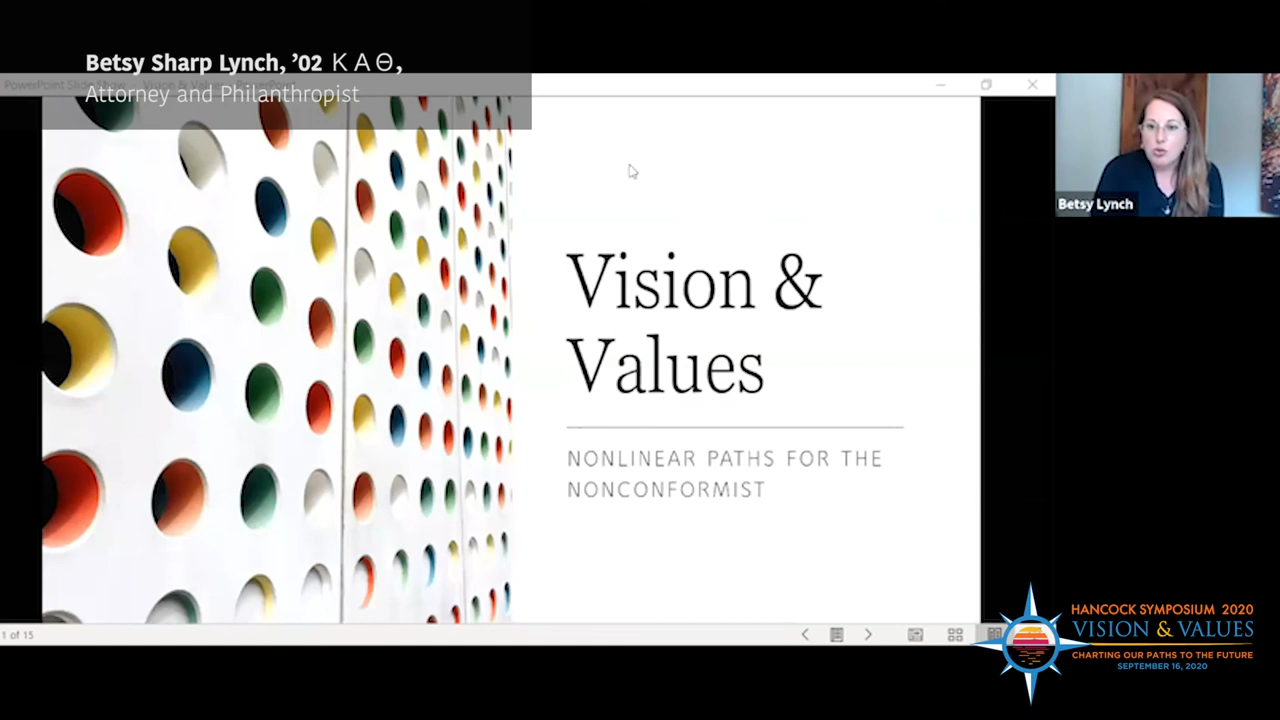 Betsy Sharp Lynch, ’02 ΚΑΘ,
Attorney and Philanthropist
Betsy Lynch
Vision &
Values
NONLINEAR PATHS FOR THE
NONCONFORMIST
1 of 15
HANCOCK SYMPOSIUM 2020
VISION & VALUES
CHARTING OUR PATHS TO THE FUTURE
SEPTEMBER 16, 2020